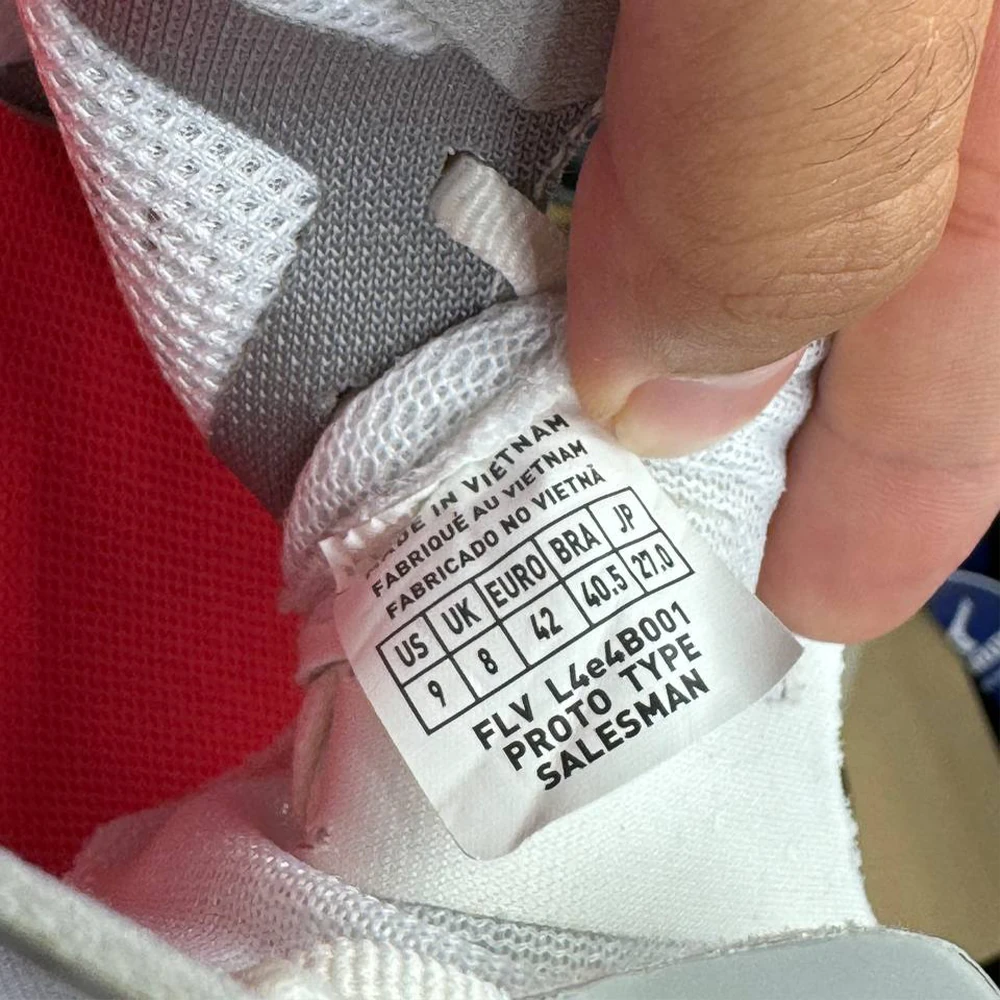 MADE IN VIETNAM
FABRIQUÉ AU VIETNAM
FABRICADO NO VIETNÃ
US UK EURO BRA JP
9 8 42 40.5 27.0
FLV L4e4B001
PROTO TYPE
SALESMAN